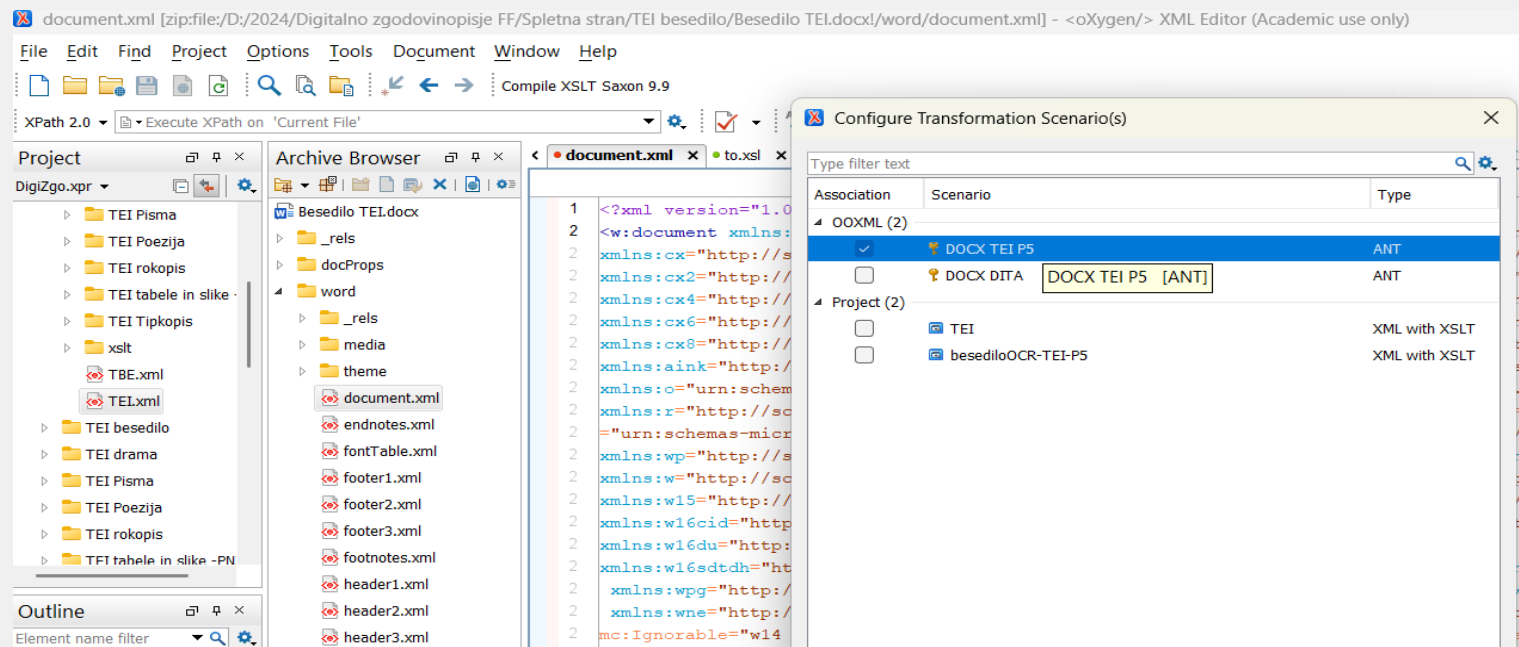 document.xml [zip:file:/D:/2024/Digitalno zgodovinopisje FF/Spletna stran/TEI besedilo/Besedilo TEI.docx!/word/document.xml] - <oXygen/> XML Editor (Academic use only)
File Edit Find Project Options Tools Document Window Help
Compile XSLT Saxon 9.9
XPath 2.0 Execute XPath on 'Current File'
Project
DigiZgo.xpr
TEI Pisma
TEI Poezija
TEI rokopis
TEI tabele in slike -
TEI Tipkopis
xslt
TBE.xml
TEI.xml
TEI besedilo
TEI drama
TEI Pisma
TEI Poezija
TEI rokopis
TEI tabele in slike -PN
Outline
Element name filter
Archive Browser
Besedilo TEI.docx
_rels
docProps
word
_rels
media
theme
document.xml
endnotes.xml
fontTable.xml
footer1.xml
footer2.xml
footer3.xml
footnotes.xml
header1.xml
header2.xml
header3.xml
document.xml to.xsl
1 <?xml version="1.0
2 <w:document xmlns:
2 xmlns:cx="http://s
2 xmlns:cx2="http://
2 xmlns:cx4="http://
2 xmlns:cx6="http://
2 xmlns:cx8="http://
2 xmlns:aink="http:/
2 xmlns:o="urn:schem
2 xmlns:r="http://sc
2 ="urn:schemas-micr
2 xmlns:wp="http://s
2 xmlns:w="http://sc
2 xmlns:w15="http://
2 xmlns:w16cid="http
2 xmlns:w16du="http:
2 xmlns:w16sdtdh="ht
2 xmlns:wpg="http:/
2 xmlns:wne="http:/
2 mc:Ignorable="w14
Configure Transformation Scenario(s)
Type filter text
Association Scenario Type
OOXML (2)
DOCX TEI P5 ANT
DOCX DITA ANT
DOCX TEI P5 [ANT]
Project (2)
TEI XML with XSLT
besediloOCR-TEI-P5 XML with XSLT